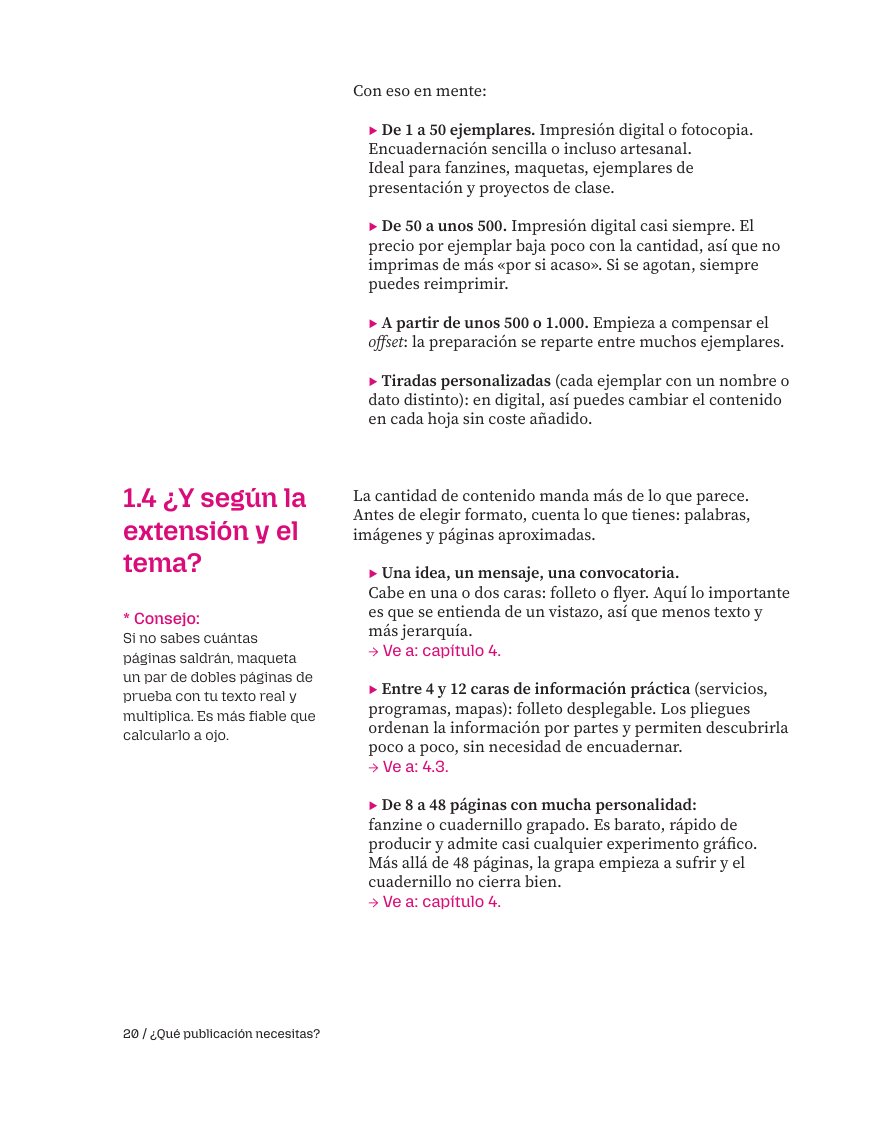 Con eso en mente:
▶ De 1 a 50 ejemplares. Impresión digital o fotocopia.
Encuadernación sencilla o incluso artesanal.
Ideal para fanzines, maquetas, ejemplares de
presentación y proyectos de clase.
▶ De 50 a unos 500. Impresión digital casi siempre. El
precio por ejemplar baja poco con la cantidad, así que no
imprimas de más «por si acaso». Si se agotan, siempre
puedes reimprimir.
▶ A partir de unos 500 o 1.000. Empieza a compensar el
offset: la preparación se reparte entre muchos ejemplares.
▶ Tiradas personalizadas (cada ejemplar con un nombre o
dato distinto): en digital, así puedes cambiar el contenido
en cada hoja sin coste añadido.
1.4 ¿Y según la
extensión y el
tema?
* Consejo:
Si no sabes cuántas
páginas saldrán, maqueta
un par de dobles páginas de
prueba con tu texto real y
multiplica. Es más fiable que
calcularlo a ojo.
La cantidad de contenido manda más de lo que parece.
Antes de elegir formato, cuenta lo que tienes: palabras,
imágenes y páginas aproximadas.
▶ Una idea, un mensaje, una convocatoria.
Cabe en una o dos caras: folleto o flyer. Aquí lo importante
es que se entienda de un vistazo, así que menos texto y
más jerarquía.
→ Ve a: capítulo 4.
▶ Entre 4 y 12 caras de información práctica (servicios,
programas, mapas): folleto desplegable. Los pliegues
ordenan la información por partes y permiten descubrirla
poco a poco, sin necesidad de encuadernar.
→ Ve a: 4.3.
▶ De 8 a 48 páginas con mucha personalidad:
fanzine o cuadernillo grapado. Es barato, rápido de
producir y admite casi cualquier experimento gráfico.
Más allá de 48 páginas, la grapa empieza a sufrir y el
cuadernillo no cierra bien.
→ Ve a: capítulo 4.
20 / ¿Qué publicación necesitas?